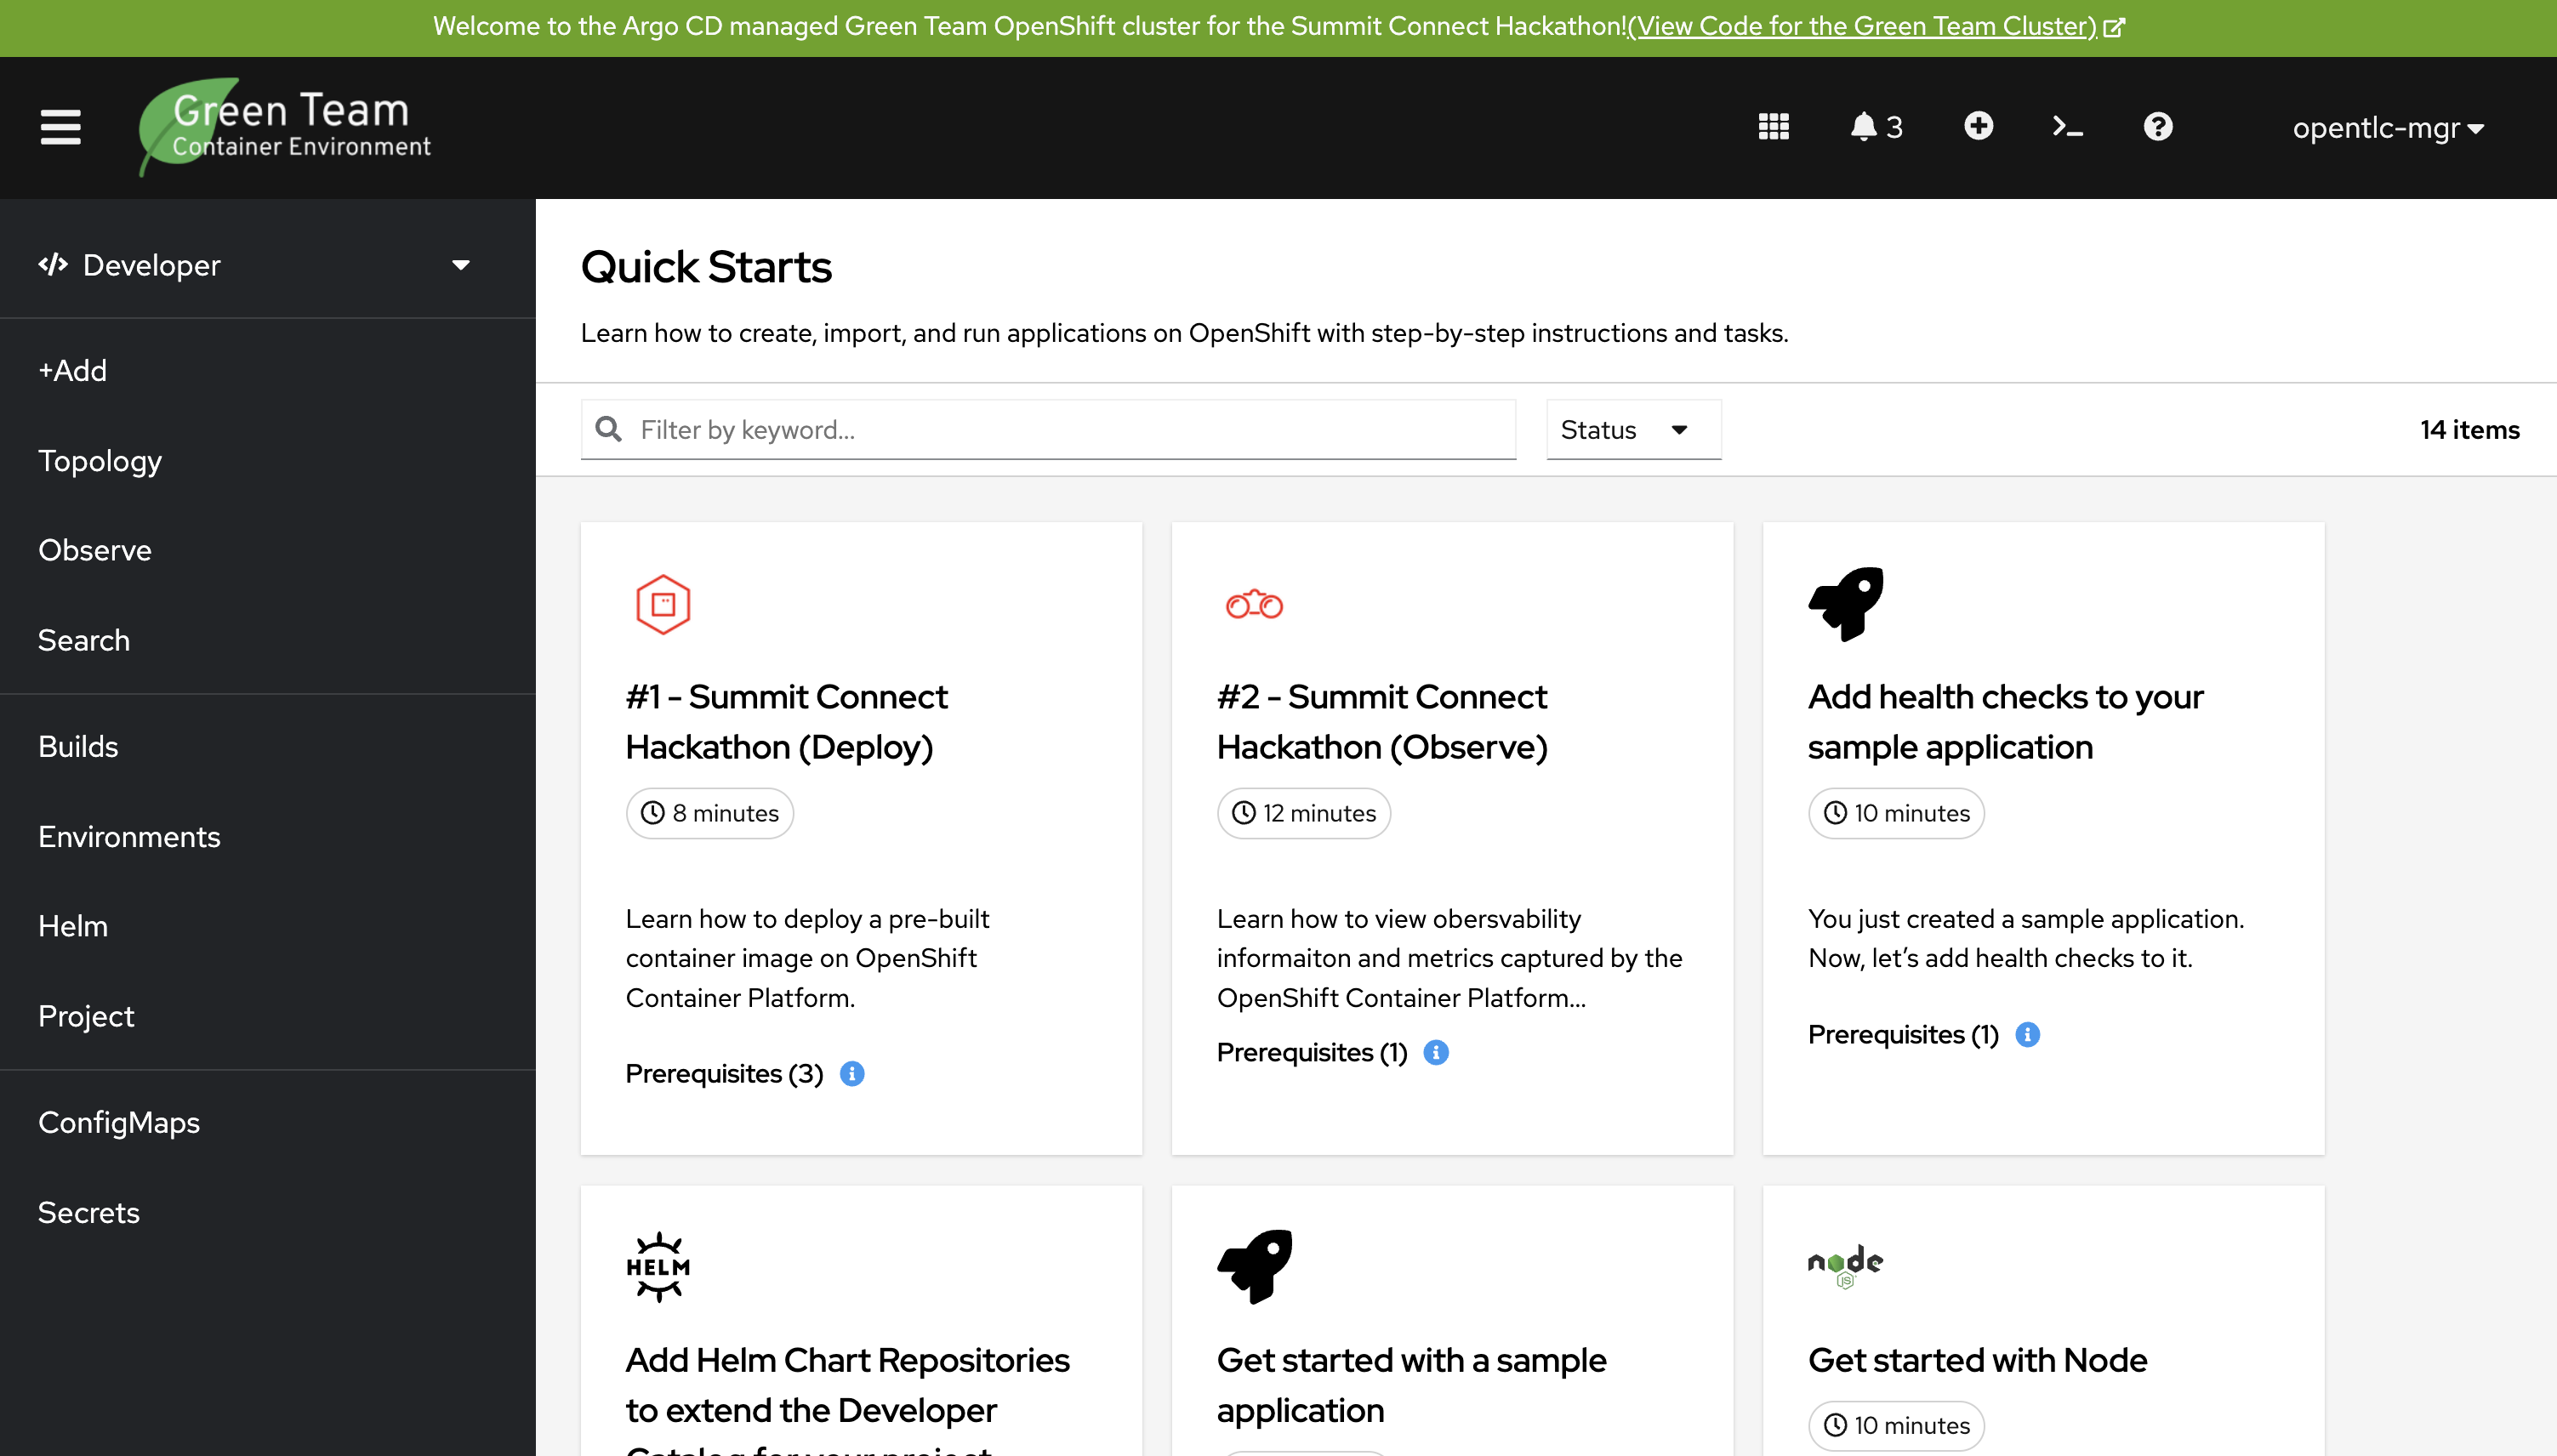 Welcome to the Argo CD managed Green Team OpenShift cluster for the Summit Connect Hackathon!(View Code for the Green Team Cluster)
Green Team
Container Environment
3
opentlc-mgr
Developer
+Add
Topology
Observe
Search
Builds
Environments
Helm
Project
ConfigMaps
Secrets
Quick Starts
Learn how to create, import, and run applications on OpenShift with step-by-step instructions and tasks.
Filter by keyword...
Status
14 items
#1 - Summit Connect
Hackathon (Deploy)
8 minutes
Learn how to deploy a pre-built
container image on OpenShift
Container Platform.
Prerequisites (3)
#2 - Summit Connect
Hackathon (Observe)
12 minutes
Learn how to view obersvability
informaiton and metrics captured by the
OpenShift Container Platform...
Prerequisites (1)
Add health checks to your
sample application
10 minutes
You just created a sample application.
Now, let’s add health checks to it.
Prerequisites (1)
HELM
Add Helm Chart Repositories
to extend the Developer
Catalog for your project
Get started with a sample
application
node
JS
Get started with Node
10 minutes